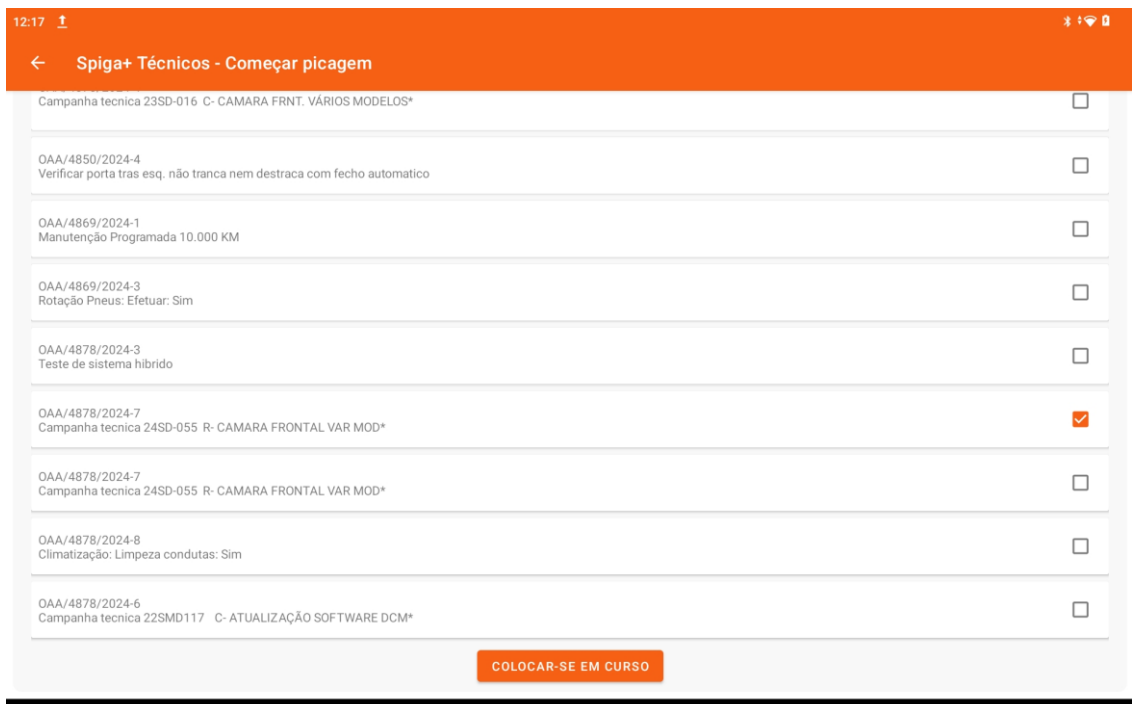 12:17
Spiga+ Técnicos - Começar picagem
Campanha tecnica 23SD-016 C- CAMARA FRNT. VÁRIOS MODELOS*
OAA/4850/2024-4
Verificar porta tras esq. não tranca nem destraca com fecho automatico
OAA/4869/2024-1
Manutenção Programada 10.000 KM
OAA/4869/2024-3
Rotação Pneus: Efetuar: Sim
OAA/4878/2024-3
Teste de sistema hibrido
OAA/4878/2024-7
Campanha tecnica 24SD-055 R- CAMARA FRONTAL VAR MOD*
OAA/4878/2024-7
Campanha tecnica 24SD-055 R- CAMARA FRONTAL VAR MOD*
OAA/4878/2024-8
Climatização: Limpeza condutas: Sim
OAA/4878/2024-6
Campanha tecnica 22SMD117 C- ATUALIZAÇÃO SOFTWARE DCM*
COLOCAR-SE EM CURSO